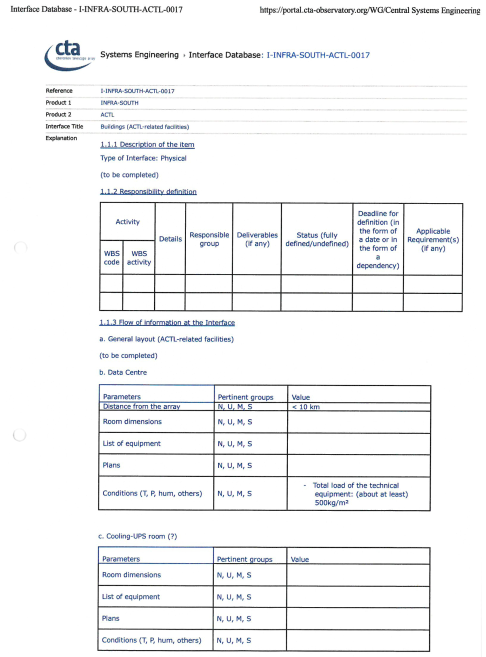 Interface Database - I-INFRA-SOUTH-ACTL-0017 https://portal.cta-observatory.org/WG/Central Systems Engineering
cta
Systems Engineering › Interface Database: I-INFRA-SOUTH-ACTL-0017
Reference I-INFRA-SOUTH-ACTL-0017
Product 1 INFRA-SOUTH
Product 2 ACTL
Interface Title Buildings (ACTL-related facilities)
Explanation
1.1.1 Description of the item
Type of Interface: Physical
(to be completed)
1.1.2 Responsibility definition
Activity
WBS code
WBS activity
Details
Responsible group
Deliverables (if any)
Status (fully defined/undefined)
Deadline for definition (in the form of a date or in the form of a dependency)
Applicable Requirement(s) (if any)
1.1.3 Flow of information at the Interface
a. General layout (ACTL-related facilities)
(to be completed)
b. Data Centre
Parameters Pertinent groups Value
Distance from the array N, U, M, S < 10 km
Room dimensions N, U, M, S
List of equipment N, U, M, S
Plans N, U, M, S
Conditions (T, P, hum, others) N, U, M, S - Total load of the technical
equipment: (about at least)
500kg/m²
c. Cooling-UPS room (?)
Parameters Pertinent groups Value
Room dimensions N, U, M, S
List of equipment N, U, M, S
Plans N, U, M, S
Conditions (T, P, hum, others) N, U, M, S